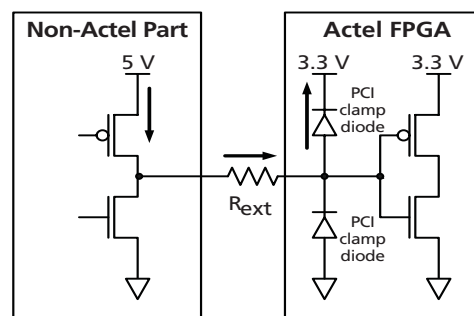 Non-Actel Part
Actel FPGA
5 V
3.3 V
3.3 V
PCI
clamp
diode
Rext
PCI
clamp
diode